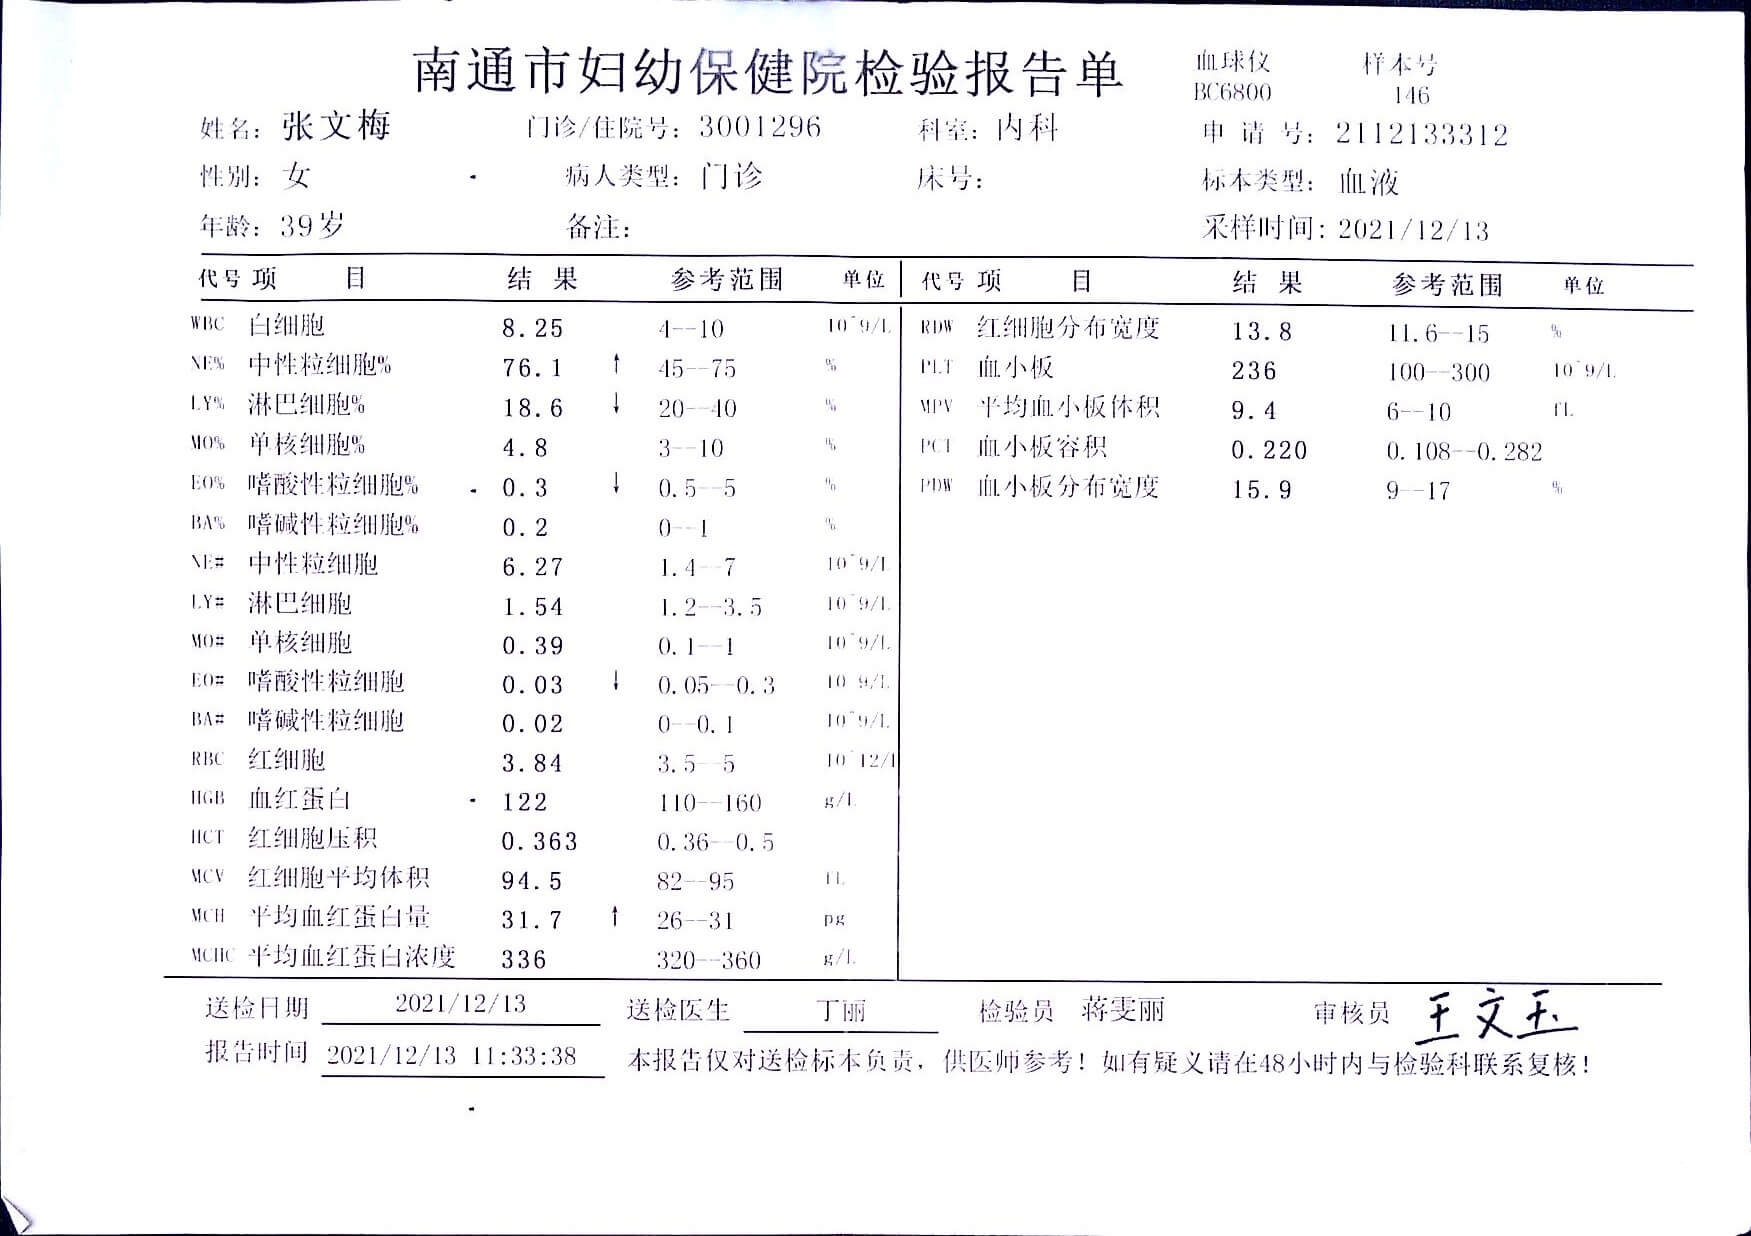 南通市妇幼保健院检验报告单
血球仪 样本号
BC6800 146
姓名: 张文梅 门诊/住院号: 3001296 科室: 内科 申 请 号: 2112133312
性别: 女 病人类型: 门诊 床号: 标本类型: 血液
年龄: 39岁 备注: 采样时间: 2021/12/13
代号 项 目 结 果 参考范围 单位 代号 项 目 结 果 参考范围 单位
WBC 白细胞 8.25 4--10 10^9/L RDW 红细胞分布宽度 13.8 11.6--15 %
NE% 中性粒细胞% 76.1 ↑ 45--75 % PLT 血小板 236 100--300 10^9/L
LY% 淋巴细胞% 18.6 ↓ 20--40 % MPV 平均血小板体积 9.4 6--10 fL
MO% 单核细胞% 4.8 3--10 % PCT 血小板容积 0.220 0.108--0.282
EO% 嗜酸性粒细胞% 0.3 ↓ 0.5--5 % PDW 血小板分布宽度 15.9 9--17 %
BA% 嗜碱性粒细胞% 0.2 0--1 %
NE# 中性粒细胞 6.27 1.4--7 10^9/L
LY# 淋巴细胞 1.54 1.2--3.5 10^9/L
MO# 单核细胞 0.39 0.1--1 10^9/L
EO# 嗜酸性粒细胞 0.03 ↓ 0.05--0.3 10^9/L
BA# 嗜碱性粒细胞 0.02 0--0.1 10^9/L
RBC 红细胞 3.84 3.5--5 10^12/L
HGB 血红蛋白 122 110--160 g/L
HCT 红细胞压积 0.363 0.36--0.5
MCV 红细胞平均体积 94.5 82--95 fL
MCH 平均血红蛋白量 31.7 ↑ 26--31 pg
MCHC 平均血红蛋白浓度 336 320--360 g/L
送检日期 2021/12/13 送检医生 丁丽 检验员 蒋雯丽 审核员 王文玉
报告时间 2021/12/13 11:33:38 本报告仅对送检标本负责，供医师参考！如有疑义请在48小时内与检验科联系复核！